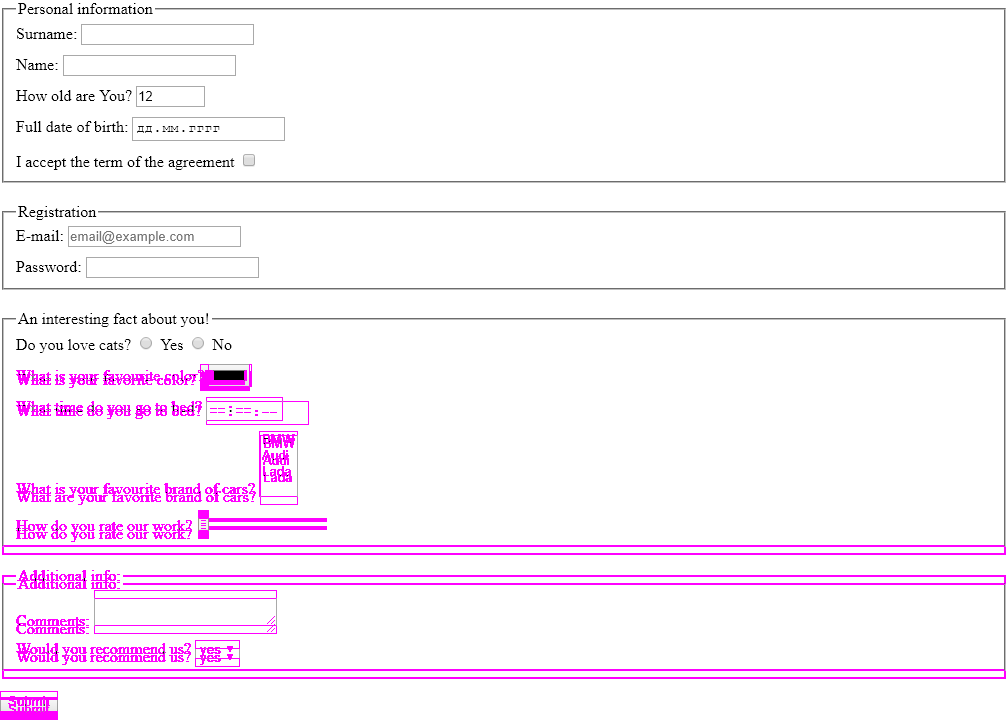 Personal information
Surname:
Name:
How old are You? 12
Full date of birth: дд.мм.гггг
I accept the term of the agreement
Registration
E-mail: email@example.com
Password:
An interesting fact about you!
Do you love cats? Yes No
What is your favourite color?
What is your favorite color?
What time do you go to bed?
What time do you go to bed?
--:--:--
BMW
BMW
Audi
Audi
Lada
Lada
What is your favourite brand of cars?
What are your favorite brand of cars?
How do you rate our work?
How do you rate our work?
Additional info:
Additional info:
Comments:
Comments:
Would you recommend us? yes
Would you recommend us? yes
Submit
Submit